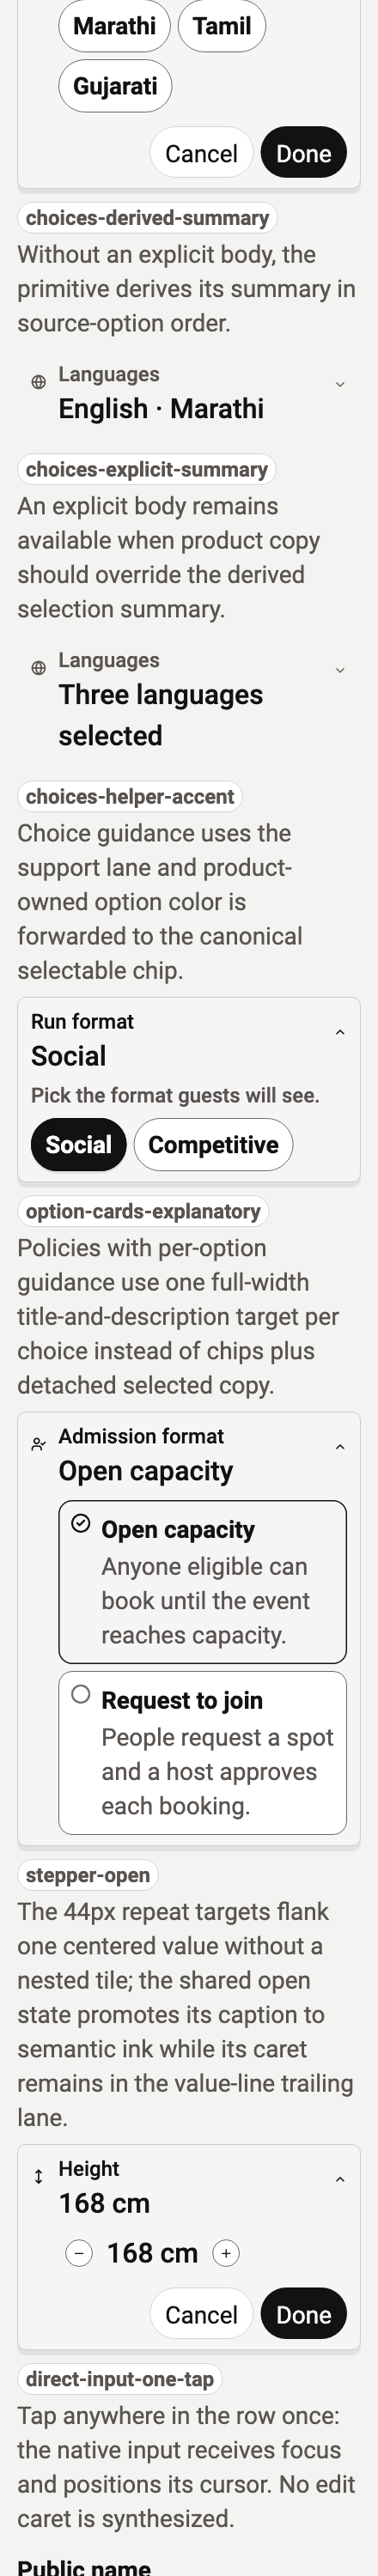 Marathi
Tamil
Gujarati
Cancel
Done
choices-derived-summary
Without an explicit body, the
primitive derives its summary in
source-option order.
Languages
English · Marathi
choices-explicit-summary
An explicit body remains
available when product copy
should override the derived
selection summary.
Languages
Three languages
selected
choices-helper-accent
Choice guidance uses the
support lane and product-
owned option color is
forwarded to the canonical
selectable chip.
Run format
Social
Pick the format guests will see.
Social
Competitive
option-cards-explanatory
Policies with per-option
guidance use one full-width
title-and-description target per
choice instead of chips plus
detached selected copy.
Admission format
Open capacity
Open capacity
Anyone eligible can
book until the event
reaches capacity.
Request to join
People request a spot
and a host approves
each booking.
stepper-open
The 44px repeat targets flank
one centered value without a
nested tile; the shared open
state promotes its caption to
semantic ink while its caret
remains in the value-line trailing
lane.
Height
168 cm
168 cm
Cancel
Done
direct-input-one-tap
Tap anywhere in the row once:
the native input receives focus
and positions its cursor. No edit
caret is synthesized.
Public name